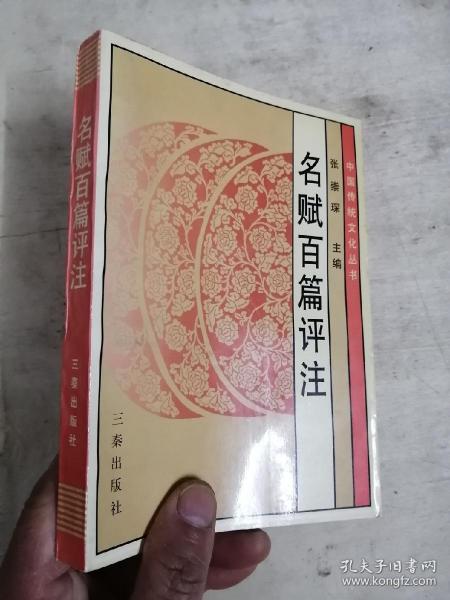 名赋百篇评注
三秦出版社
中国传统文化丛书
张崇琛 主编
名赋百篇评注
三秦出版社
孔夫子旧书网
www.kongfz.com